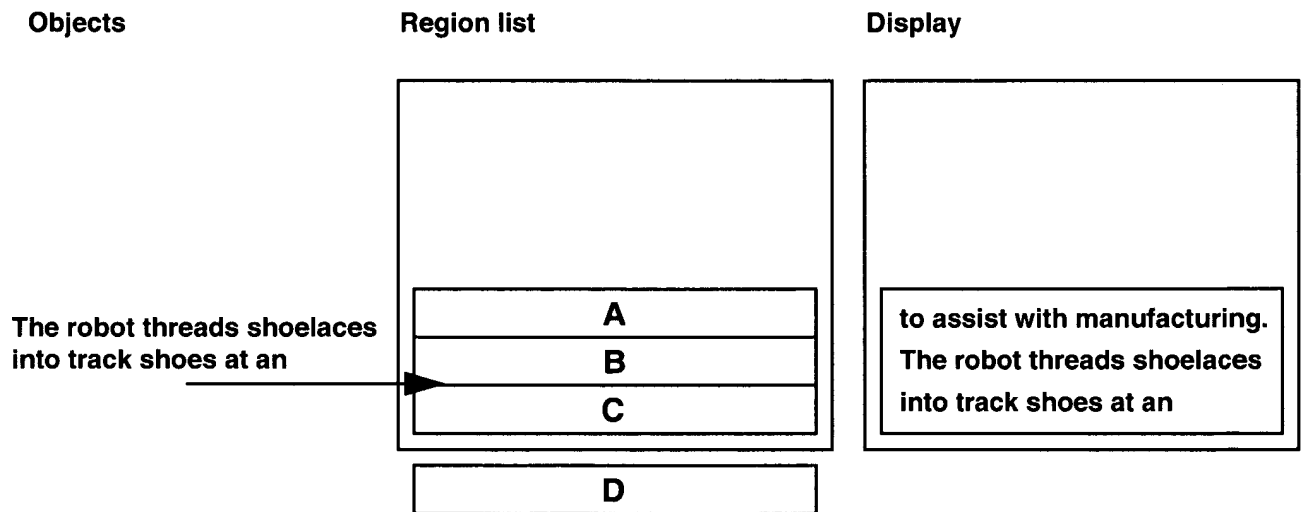 Objects
Region list
Display
The robot threads shoelaces
into track shoes at an
A
B
C
D
to assist with manufacturing.
The robot threads shoelaces
into track shoes at an